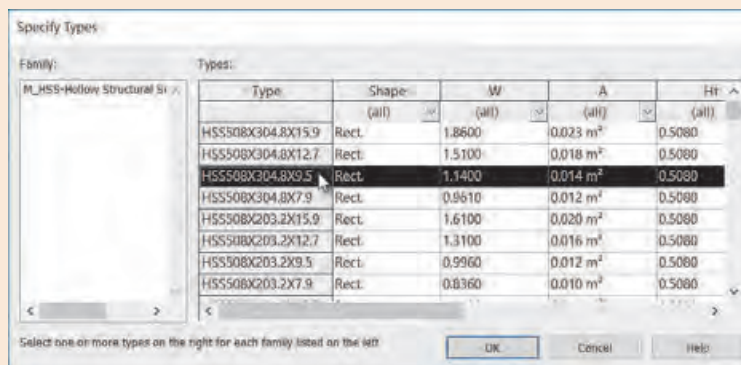 Specify Types
Family:
Types:
M_HSS-Hollow Structural Se
Type Shape W A Ht
(all) (all) (all) (all)
HSS508X304.8X15.9 Rect. 1.8600 0.023 m² 0.5080
HSS508X304.8X12.7 Rect. 1.5100 0.018 m² 0.5080
HSS508X304.8X9.5 Rect. 1.1400 0.014 m² 0.5080
HSS508X304.8X7.9 Rect. 0.9610 0.012 m² 0.5080
HSS508X203.2X15.9 Rect. 1.6100 0.020 m² 0.5080
HSS508X203.2X12.7 Rect. 1.3100 0.016 m² 0.5080
HSS508X203.2X9.5 Rect. 0.9960 0.012 m² 0.5080
HSS508X203.2X7.9 Rect. 0.8360 0.010 m² 0.5080
Select one or more types on the right for each family listed on the left
OK Cancel Help